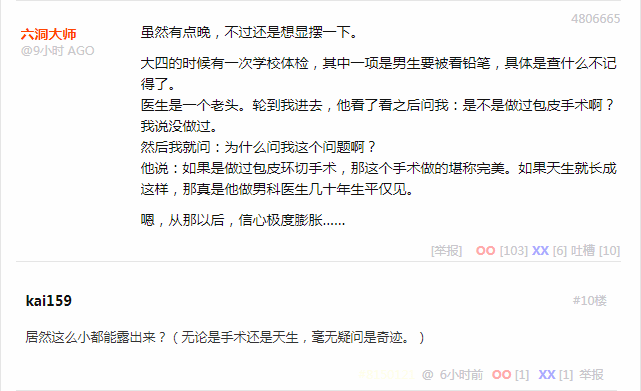 4806665
六洞大师
@9小时 AGO
虽然有点晚，不过还是想显摆一下。
大四的时候有一次学校体检，其中一项是男生要被看铅笔，具体是查什么不记
得了。
医生是一个老头。轮到我进去，他看了看之后问我：是不是做过包皮手术啊？
我说没做过。
然后我就问：为什么问我这个问题啊？
他说：如果是做过包皮环切手术，那这个手术做的堪称完美。如果天生就长成
这样，那真是他做男科医生几十年生平仅见。
嗯，从那以后，信心极度膨胀……
[举报] OO [103] XX [6] 吐槽 [10]
kai159
#10楼
居然这么小都能露出来？（无论是手术还是天生，毫无疑问是奇迹。）
@ 6小时前 OO [1] XX [1] 举报